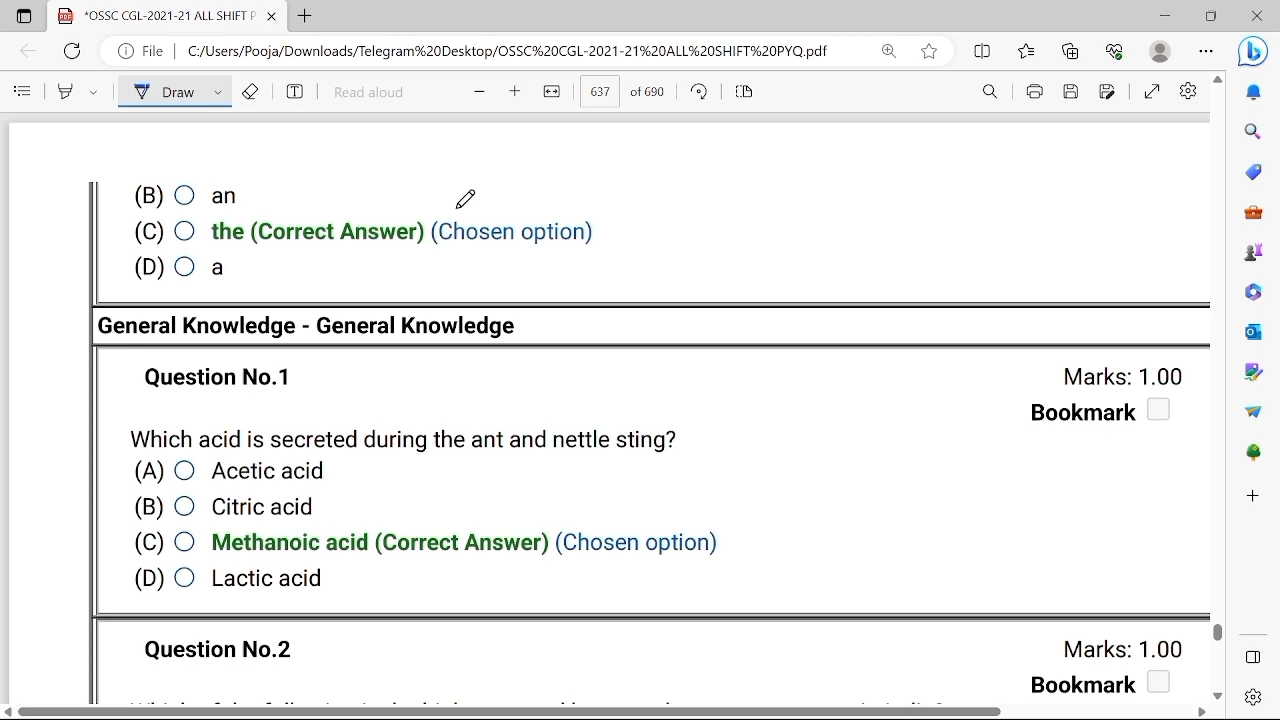 *OSSC CGL-2021-21 ALL SHIFT P
File
C:/Users/Pooja/Downloads/Telegram%20Desktop/OSSC%20CGL-2021-21%20ALL%20SHIFT%20PYQ.pdf
Draw
Read aloud
637 of 690
(B) an
(C) the (Correct Answer) (Chosen option)
(D) a
General Knowledge - General Knowledge
Question No.1 Marks: 1.00
Bookmark
Which acid is secreted during the ant and nettle sting?
(A) Acetic acid
(B) Citric acid
(C) Methanoic acid (Correct Answer) (Chosen option)
(D) Lactic acid
Question No.2 Marks: 1.00
Bookmark